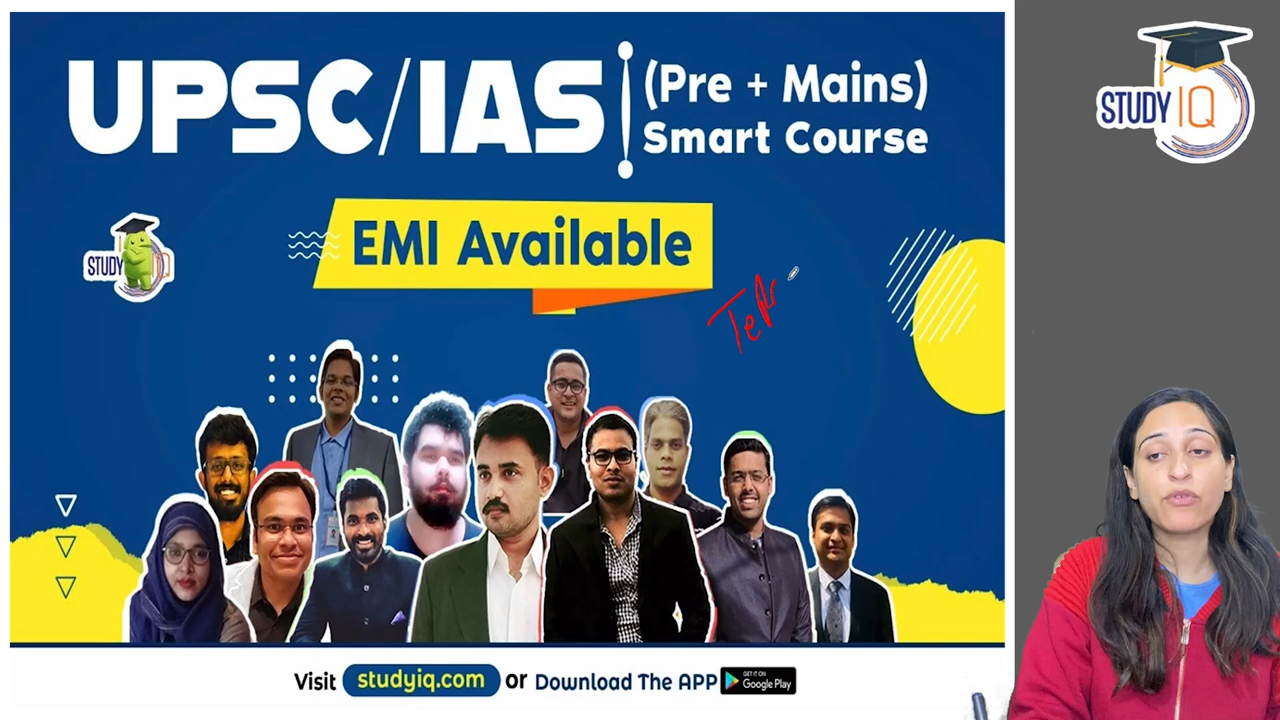 UPSC/IAS
(Pre + Mains)
Smart Course
STUDY IQ
EMI Available
STUDY IQ
Visit studyiq.com or Download The APP
GET IT ON
Google Play